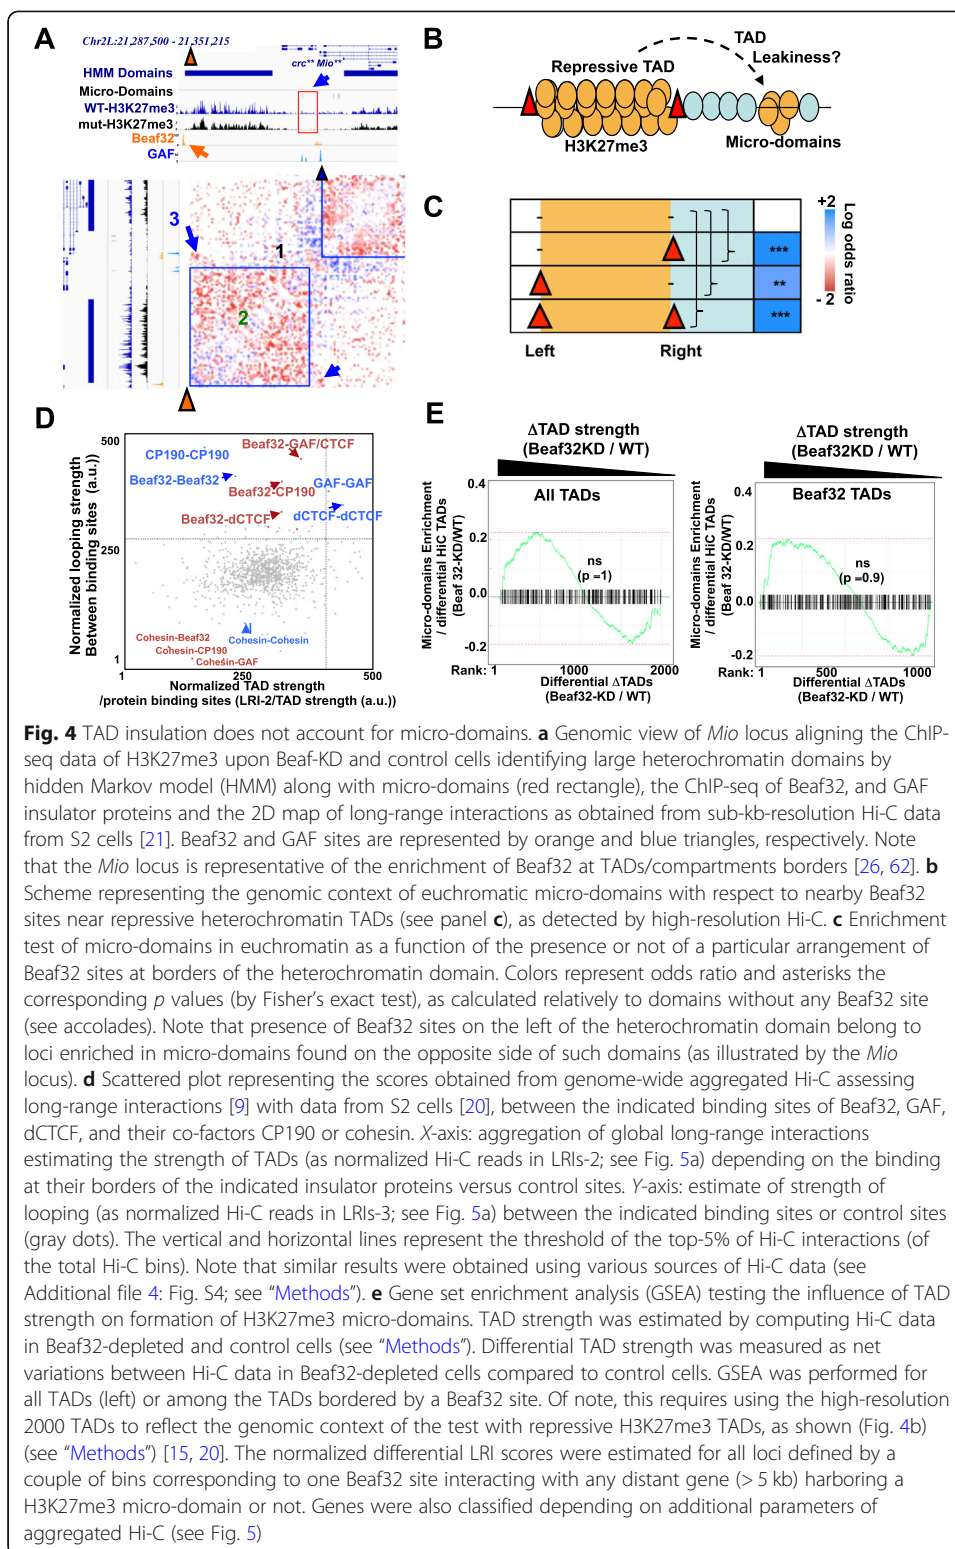 A
Chr2L:21,287,500 - 21,351,215
crc** Mio**
HMM Domains
Micro-Domains
WT-H3K27me3
mut-H3K27me3
Beaf32
GAF
3
1
2
B
TAD
Leakiness?
Repressive TAD
H3K27me3
Micro-domains
C
+2
Log odds ratio
- 2
***
**
***
Left
Right
D
500
250
1
Normalized looping strength
Between binding sites (a.u.))
CP190-CP190
Beaf32-GAF/CTCF
Beaf32-Beaf32
Beaf32-CP190
GAF-GAF
Beaf32-dCTCF
dCTCF-dCTCF
Cohesin-Beaf32
Cohesin-Cohesin
Cohesin-CP190
Cohesin-GAF
1
250
500
Normalized TAD strength
/protein binding sites (LRI-2/TAD strength (a.u.))
E
ΔTAD strength
(Beaf32KD / WT)
All TADs
0.4
0.2
0.0
-0.2
Micro-domains Enrichment
/ differential HiC TADs
(Beaf 32-KD/WT)
ns
(p =1)
Rank: 1
1000
2000
Differential ΔTADs
(Beaf32-KD / WT)
ΔTAD strength
(Beaf32KD / WT)
Beaf32 TADs
0.4
0.2
0.0
-0.2
Micro-domains Enrichment
/ differential HiC TADs
(Beaf 32-KD/WT)
ns
(p =0.9)
Rank: 1
500
1000
Differential ΔTADs
(Beaf32-KD / WT)
Fig. 4 TAD insulation does not account for micro-domains. a Genomic view of Mio locus aligning the ChIP-
seq data of H3K27me3 upon Beaf-KD and control cells identifying large heterochromatin domains by
hidden Markov model (HMM) along with micro-domains (red rectangle), the ChIP-seq of Beaf32, and GAF
insulator proteins and the 2D map of long-range interactions as obtained from sub-kb-resolution Hi-C data
from S2 cells [21]. Beaf32 and GAF sites are represented by orange and blue triangles, respectively. Note
that the Mio locus is representative of the enrichment of Beaf32 at TADs/compartments borders [26, 62]. b
Scheme representing the genomic context of euchromatic micro-domains with respect to nearby Beaf32
sites near repressive heterochromatin TADs (see panel c), as detected by high-resolution Hi-C. c Enrichment
test of micro-domains in euchromatin as a function of the presence or not of a particular arrangement of
Beaf32 sites at borders of the heterochromatin domain. Colors represent odds ratio and asterisks the
corresponding p values (by Fisher's exact test), as calculated relatively to domains without any Beaf32 site
(see accolades). Note that presence of Beaf32 sites on the left of the heterochromatin domain belong to
loci enriched in micro-domains found on the opposite side of such domains (as illustrated by the Mio
locus). d Scattered plot representing the scores obtained from genome-wide aggregated Hi-C assessing
long-range interactions [9] with data from S2 cells [20], between the indicated binding sites of Beaf32, GAF,
dCTCF, and their co-factors CP190 or cohesin. X-axis: aggregation of global long-range interactions
estimating the strength of TADs (as normalized Hi-C reads in LRIs-2; see Fig. 5a) depending on the binding
at their borders of the indicated insulator proteins versus control sites. Y-axis: estimate of strength of
looping (as normalized Hi-C reads in LRIs-3; see Fig. 5a) between the indicated binding sites or control sites
(gray dots). The vertical and horizontal lines represent the threshold of the top-5% of Hi-C interactions (of
the total Hi-C bins). Note that similar results were obtained using various sources of Hi-C data (see
Additional file 4: Fig. S4; see “Methods”). e Gene set enrichment analysis (GSEA) testing the influence of TAD
strength on formation of H3K27me3 micro-domains. TAD strength was estimated by computing Hi-C data
in Beaf32-depleted and control cells (see “Methods”). Differential TAD strength was measured as net
variations between Hi-C data in Beaf32-depleted cells compared to control cells. GSEA was performed for
all TADs (left) or among the TADs bordered by a Beaf32 site. Of note, this requires using the high-resolution
2000 TADs to reflect the genomic context of the test with repressive H3K27me3 TADs, as shown (Fig. 4b)
(see “Methods”) [15, 20]. The normalized differential LRI scores were estimated for all loci defined by a
couple of bins corresponding to one Beaf32 site interacting with any distant gene (> 5 kb) harboring a
H3K27me3 micro-domain or not. Genes were also classified depending on additional parameters of
aggregated Hi-C (see Fig. 5)